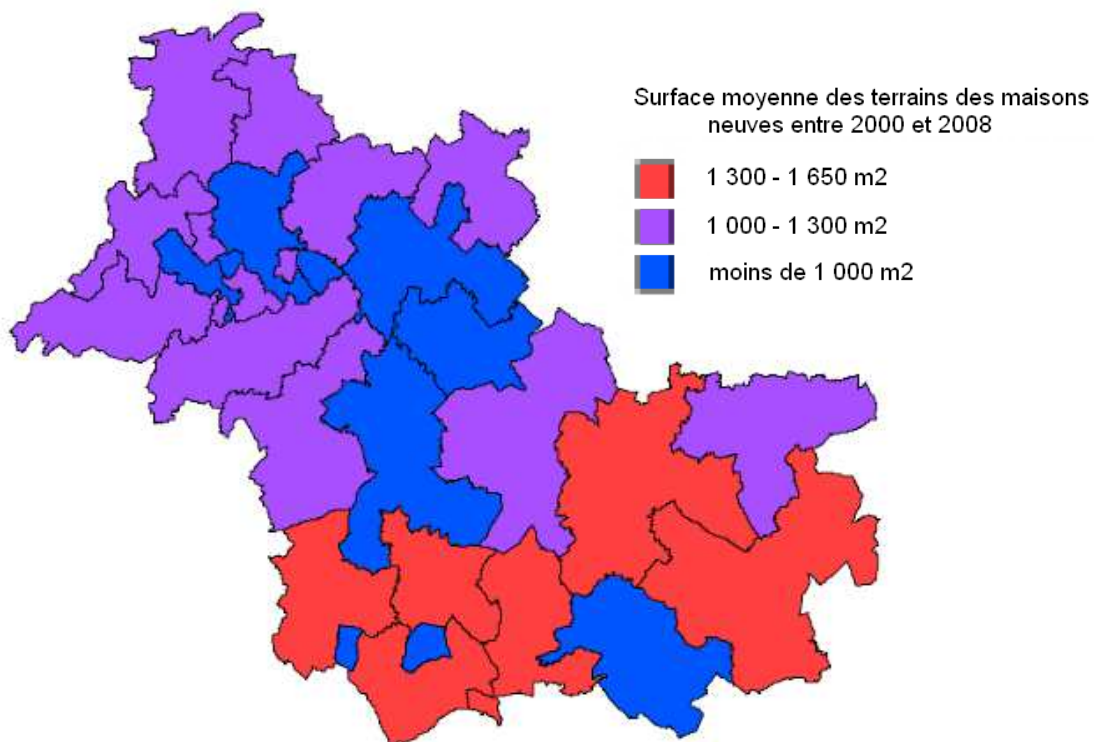 Surface moyenne des terrains des maisons
neuves entre 2000 et 2008
1 300 - 1 650 m2
1 000 - 1 300 m2
moins de 1 000 m2